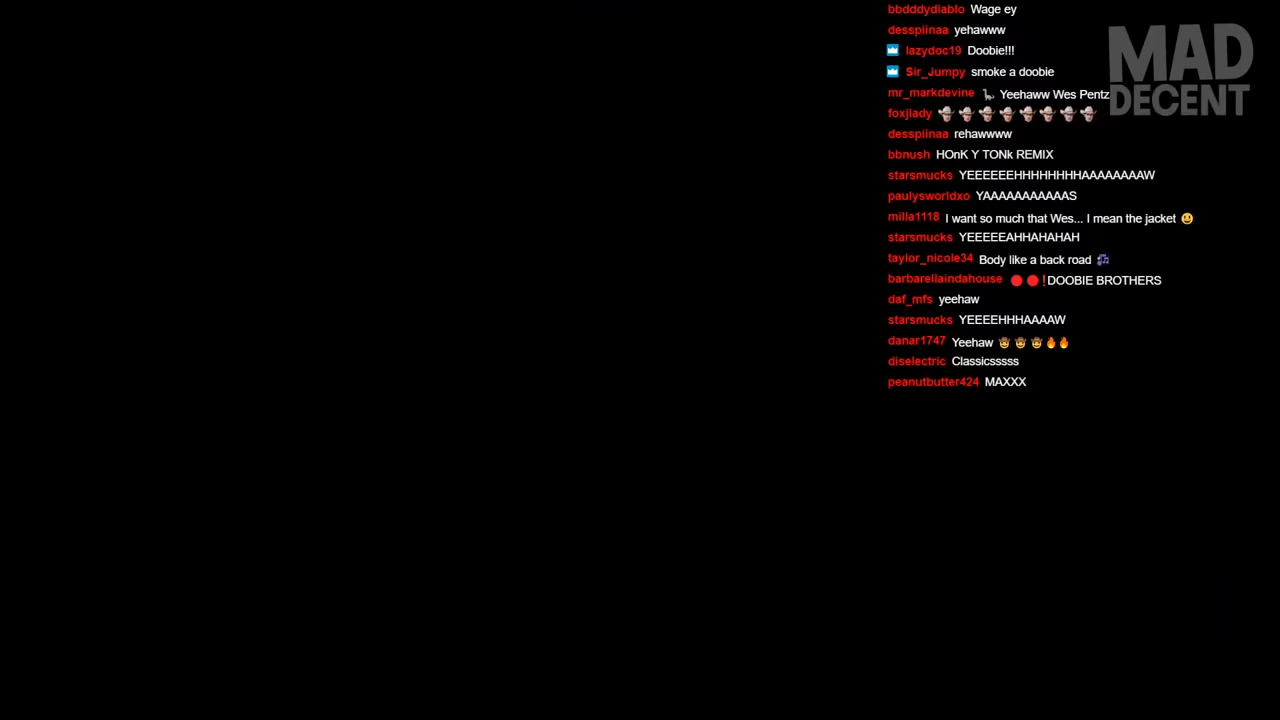 bbdddydiablo Wage ey
desspiinaa yehawww
lazydoc19 Doobie!!!
Sir_Jumpy smoke a doobie
mr_markdevine 🦕 Yeehaww Wes Pentz
foxjlady
desspiinaa rehawwww
bbnush HOnK Y TONk REMIX
starsmucks YEEEEEEHHHHHHHHAAAAAAAAW
paulysworldxo YAAAAAAAAAAAS
milla1118 I want so much that Wes... I mean the jacket 😃
starsmucks YEEEEEAHHAHAHAH
taylor_nicole34 Body like a back road 🎶
barbarellaindahouse 🔴 🔴 ❗DOOBIE BROTHERS
daf_mfs yeehaw
starsmucks YEEEEHHHAAAAW
danar1747 Yeehaw 🤠 🤠 🤠 🔥 🔥
diselectric Classicsssss
peanutbutter424 MAXXX
MAD
DECENT